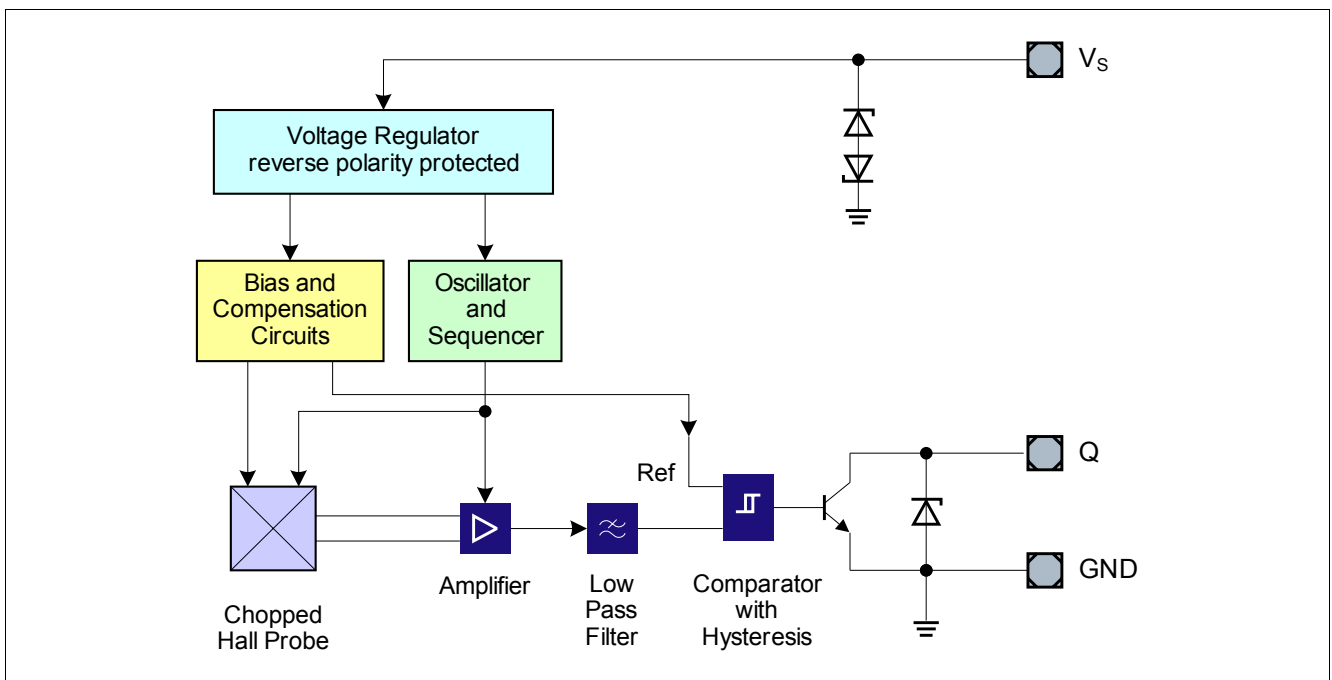 V_S
Voltage Regulator
reverse polarity protected
Bias and
Compensation
Circuits
Oscillator
and
Sequencer
Q
Ref
GND
Amplifier
Low
Pass
Filter
Comparator
with
Hysteresis
Chopped
Hall Probe